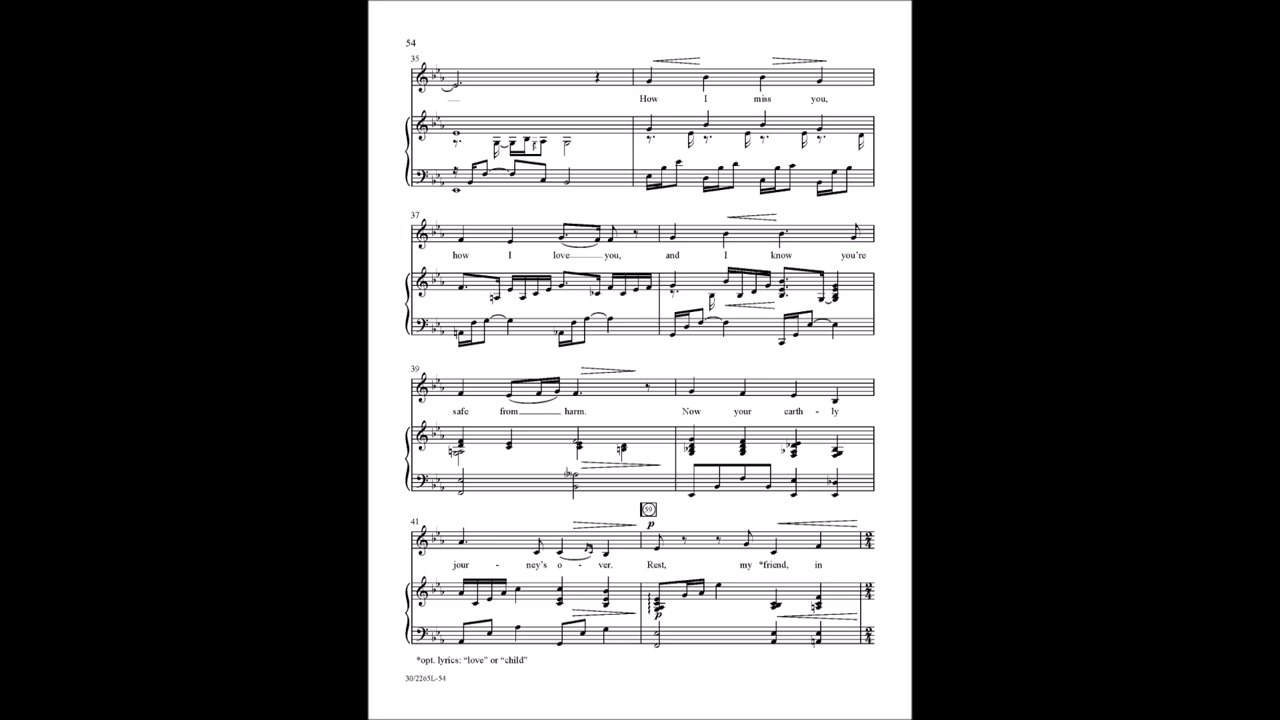 54
35
How I miss you,
37
how I love you, and I know you're
39
safe from harm. Now your earth - ly
41
59
p
jour - ney's o - ver. Rest, my *friend, in
p
*opt. lyrics: “love” or “child”
30/2265L-54